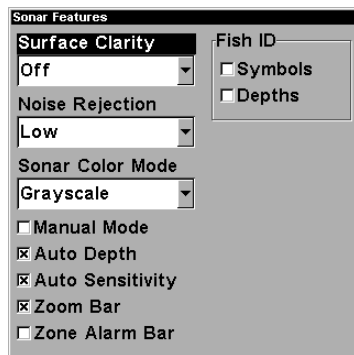 Sonar Features
Surface Clarity
Off
Noise Rejection
Low
Sonar Color Mode
Grayscale
Manual Mode
Auto Depth
Auto Sensitivity
Zoom Bar
Zone Alarm Bar
Fish ID
Symbols
Depths